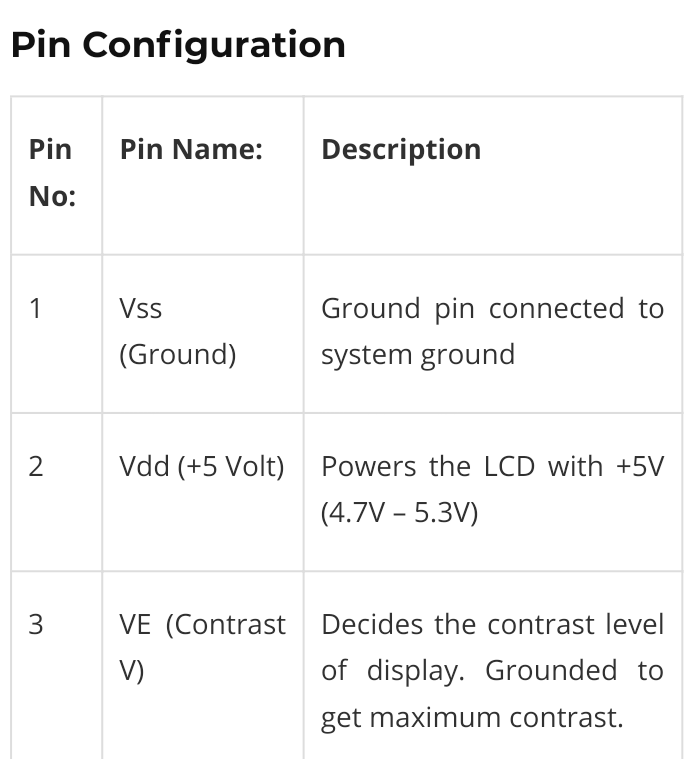 Pin Configuration
Pin
No:
Pin Name:
Description
1
Vss
(Ground)
Ground pin connected to
system ground
2
Vdd (+5 Volt)
Powers the LCD with +5V
(4.7V – 5.3V)
3
VE (Contrast
V)
Decides the contrast level
of display. Grounded to
get maximum contrast.